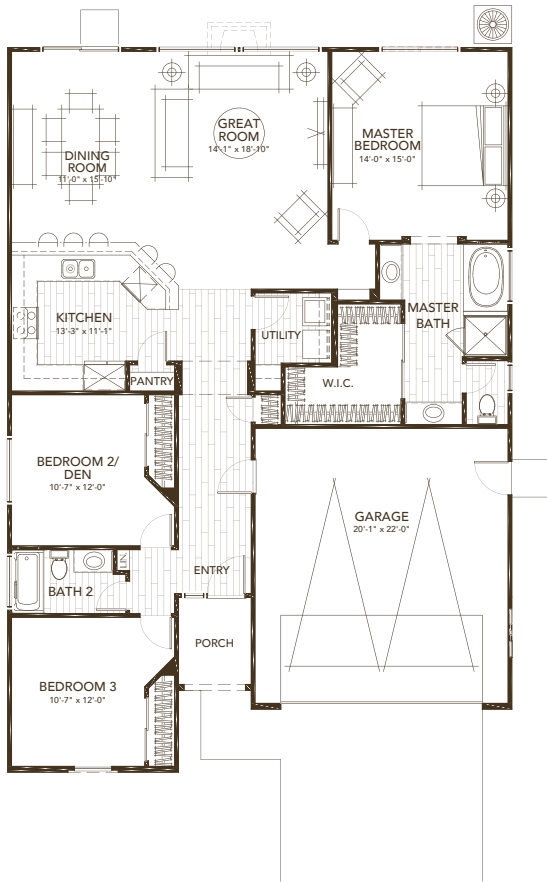 GREAT
ROOM
14'-1" x 18'-10"
MASTER
BEDROOM
14'-0" x 15'-0"
DINING
ROOM
11'-0" x 15'-10"
KITCHEN
13'-3" x 11'-1"
UTILITY
MASTER
BATH
PANTRY
W.I.C.
BEDROOM 2/
DEN
10'-7" x 12'-0"
GARAGE
20'-1" x 22'-0"
LIN.
ENTRY
BATH 2
PORCH
BEDROOM 3
10'-7" x 12'-0"